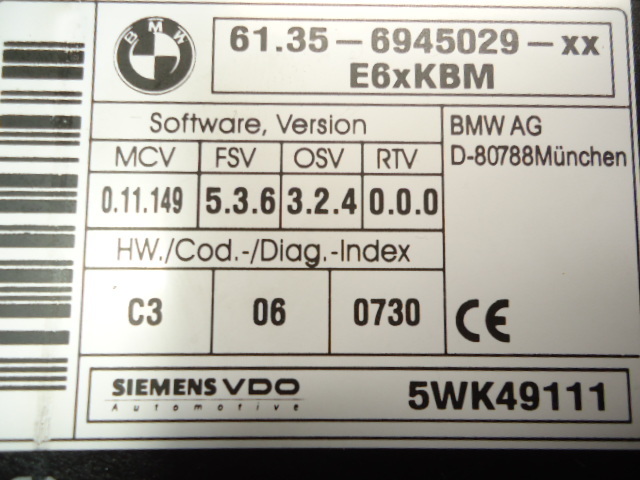 BMW
61.35 - 6945029 - xx
E6xKBM
Software, Version
MCV FSV OSV RTV
0.11.149 5.3.6 3.2.4 0.0.0
HW./Cod.-/Diag.-Index
C3 06 0730
BMW AG
D-80788München
CE
SIEMENS VDO
Automotive
5WK49111